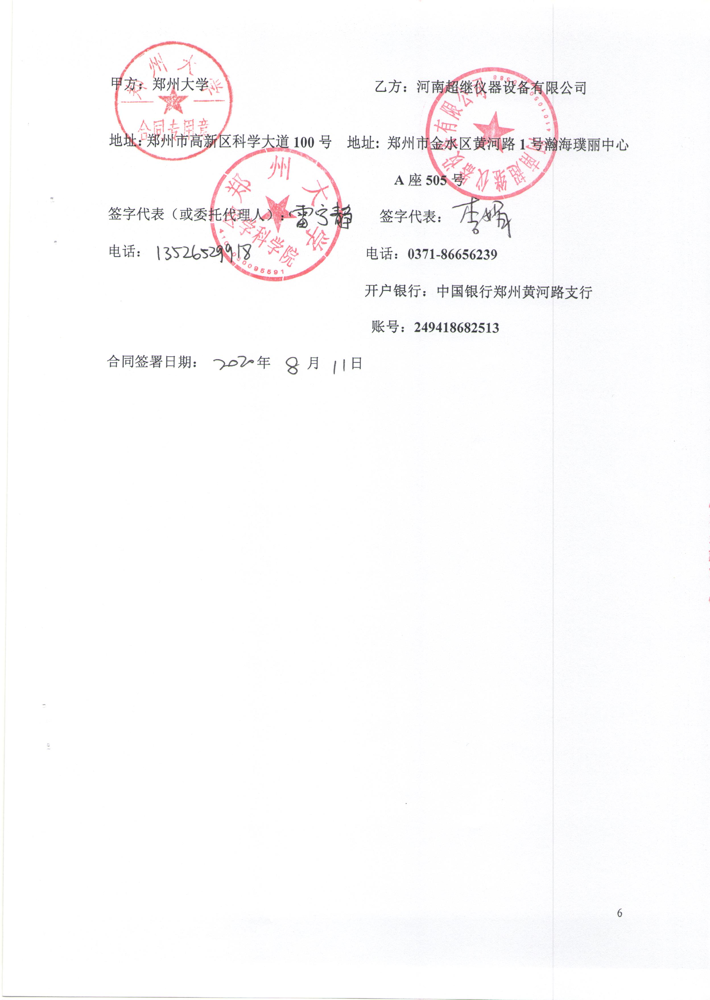 甲方：郑州大学
乙方：河南超继仪器设备有限公司
地址：郑州市高新区科学大道 100 号
地址：郑州市金水区黄河路 1 号瀚海璞丽中心
A 座 505 号
签字代表（或委托代理人）：雷宁静
签字代表：李
电话：13526529918
电话：0371-86656239
开户银行：中国银行郑州黄河路支行
账号：249418682513
合同签署日期：2020年 8 月 11日
郑州大学
合同专用章
郑州大学
医学科学院
河南超继仪器设备有限公司
6